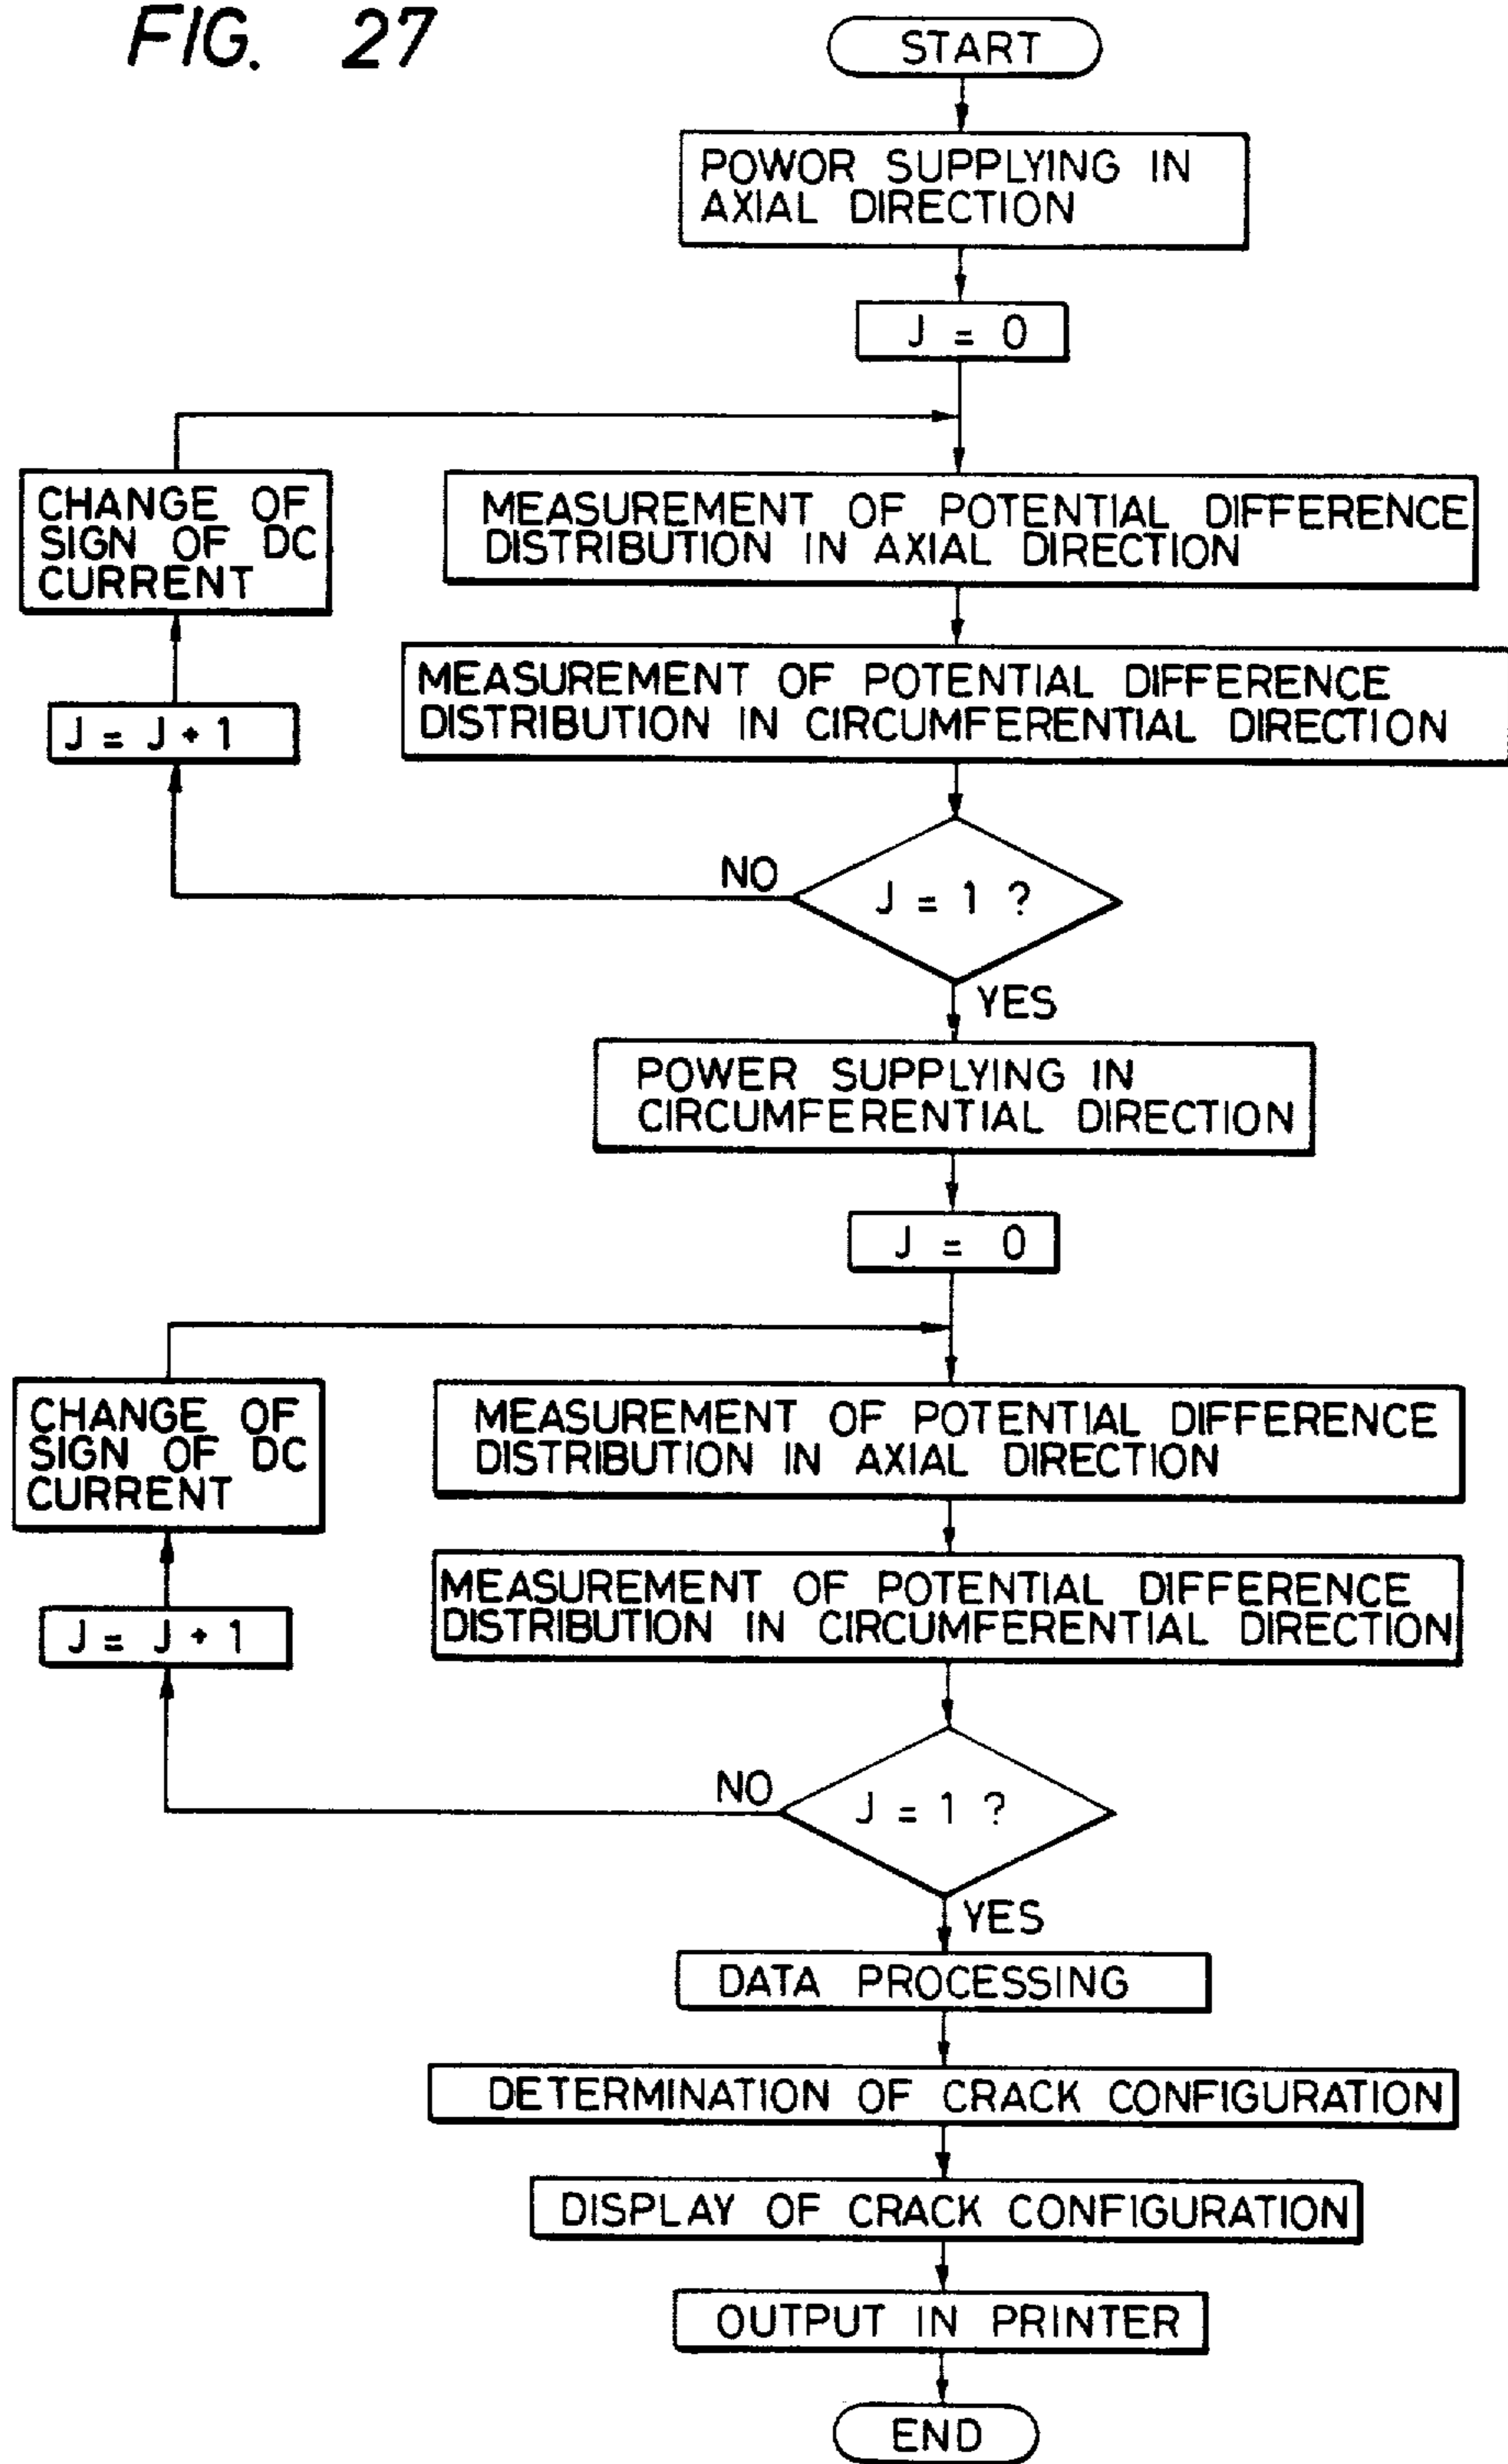 FIG. 27
START
POWOR SUPPLYING IN
AXIAL DIRECTION
J = 0
CHANGE OF
SIGN OF DC
CURRENT
MEASUREMENT OF POTENTIAL DIFFERENCE
DISTRIBUTION IN AXIAL DIRECTION
MEASUREMENT OF POTENTIAL DIFFERENCE
DISTRIBUTION IN CIRCUMFERENTIAL DIRECTION
J = J + 1
NO
J = 1 ?
YES
POWER SUPPLYING IN
CIRCUMFERENTIAL DIRECTION
J = 0
CHANGE OF
SIGN OF DC
CURRENT
MEASUREMENT OF POTENTIAL DIFFERENCE
DISTRIBUTION IN AXIAL DIRECTION
MEASUREMENT OF POTENTIAL DIFFERENCE
DISTRIBUTION IN CIRCUMFERENTIAL DIRECTION
J = J + 1
NO
J = 1 ?
YES
DATA PROCESSING
DETERMINATION OF CRACK CONFIGURATION
DISPLAY OF CRACK CONFIGURATION
OUTPUT IN PRINTER
END